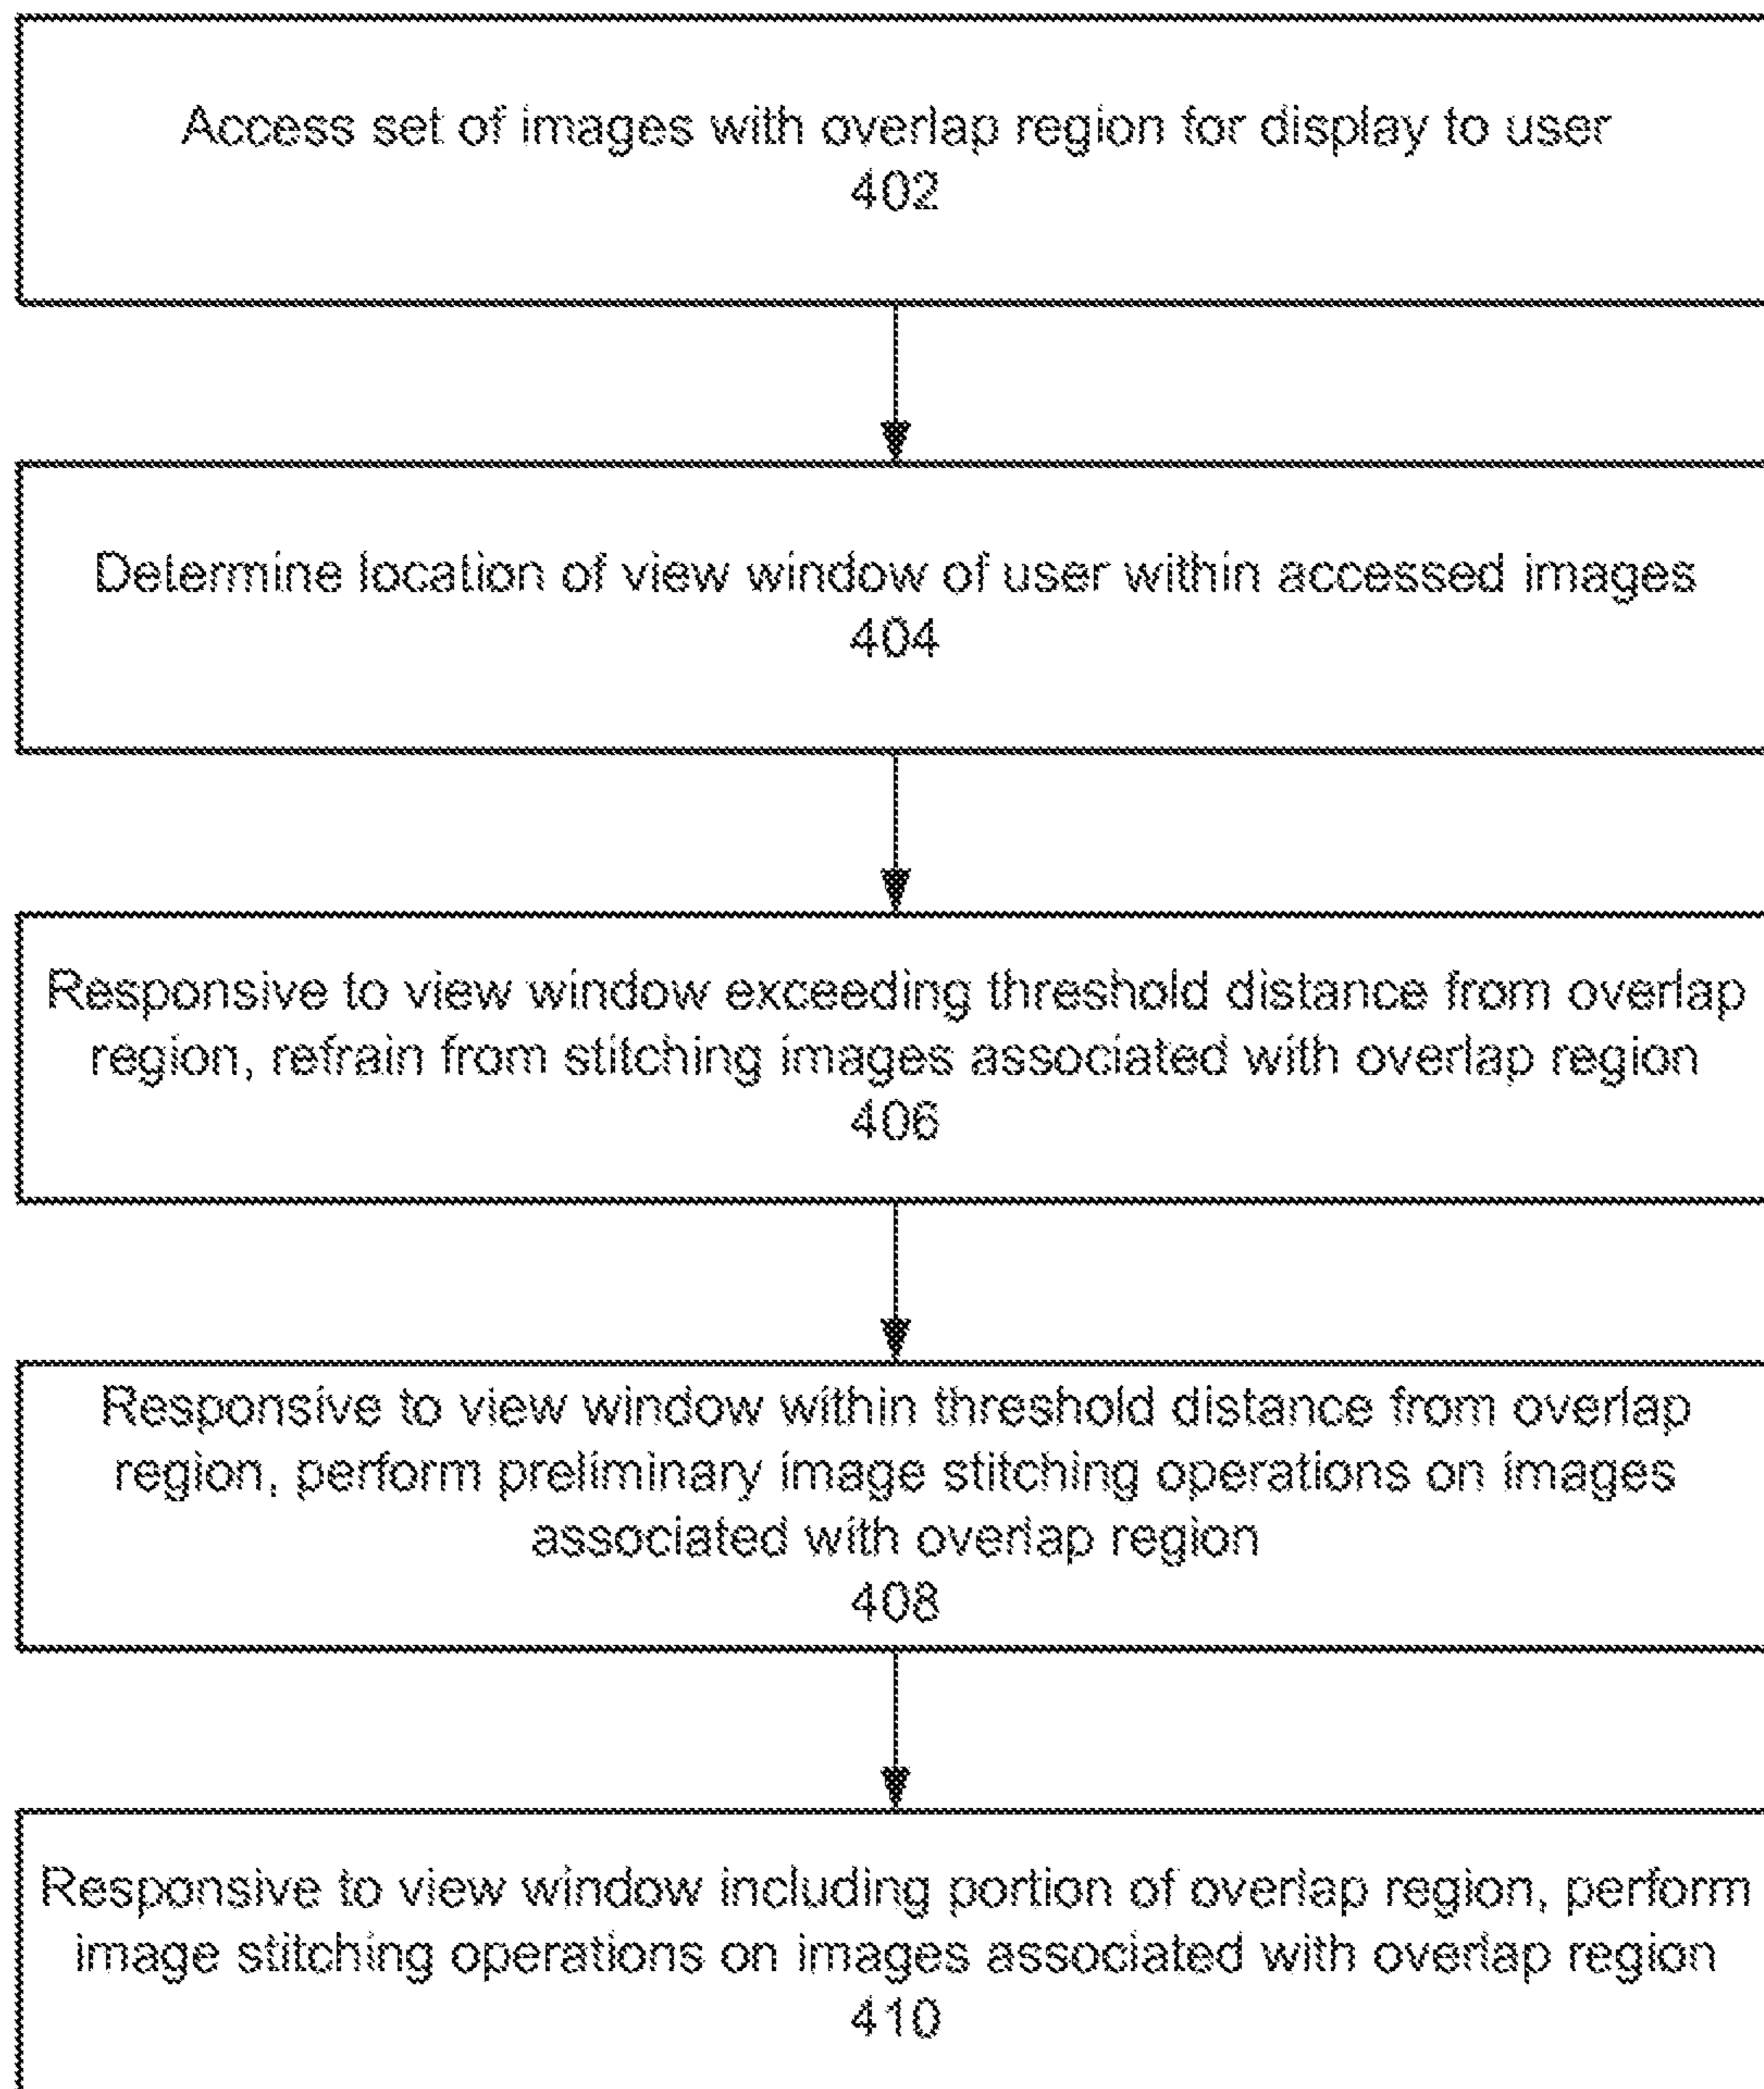 Access set of images with overlap region for display to user
402
Determine location of view window of user within accessed images
404
Responsive to view window exceeding threshold distance from overlap
region, refrain from stitching images associated with overlap region
406
Responsive to view window within threshold distance from overlap
region, perform preliminary image stitching operations on images
associated with overlap region
408
Responsive to view window including portion of overlap region, perform
image stitching operations on images associated with overlap region
410